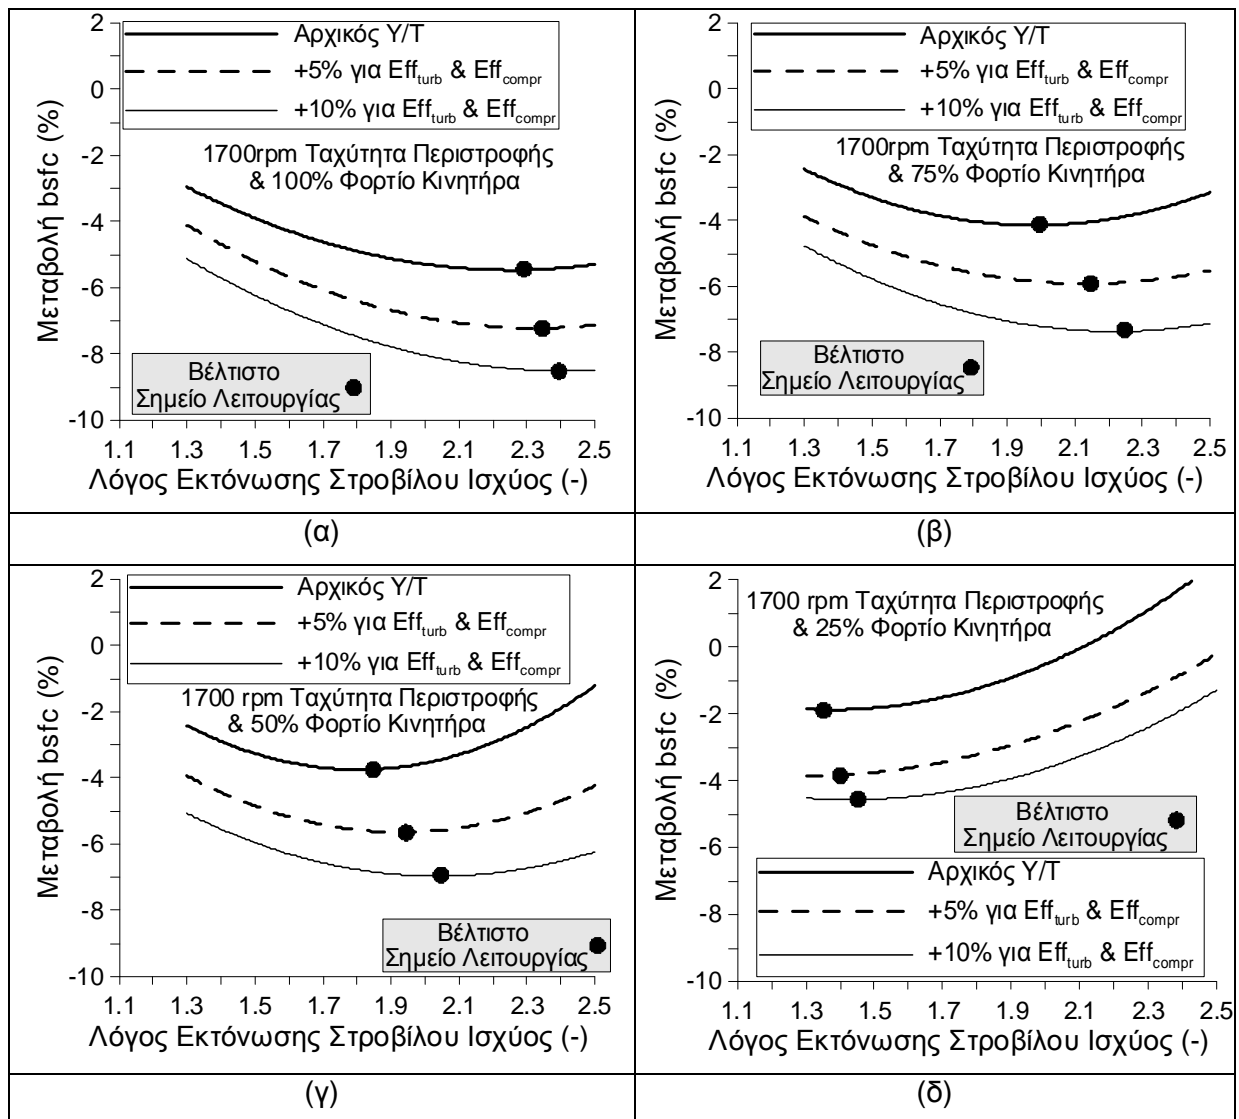 Αρχικός Υ/Τ
+5% για Eff_turb & Eff_compr
+10% για Eff_turb & Eff_compr
1700rpm Ταχύτητα Περιστροφής
& 100% Φορτίο Κινητήρα
Βέλτιστο
Σημείο Λειτουργίας
Μεταβολή bsfc (%)
2
0
-2
-4
-6
-8
-10
1.1 1.3 1.5 1.7 1.9 2.1 2.3 2.5
Λόγος Εκτόνωσης Στροβίλου Ισχύος (-)
(α)
Αρχικός Υ/Τ
+5% για Eff_turb & Eff_compr
+10% για Eff_turb & Eff_compr
1700rpm Ταχύτητα Περιστροφής
& 75% Φορτίο Κινητήρα
Βέλτιστο
Σημείο Λειτουργίας
Μεταβολή bsfc (%)
2
0
-2
-4
-6
-8
-10
1.1 1.3 1.5 1.7 1.9 2.1 2.3 2.5
Λόγος Εκτόνωσης Στροβίλου Ισχύος (-)
(β)
Αρχικός Υ/Τ
+5% για Eff_turb & Eff_compr
+10% για Eff_turb & Eff_compr
1700 rpm Ταχύτητα Περιστροφής
& 50% Φορτίο Κινητήρα
Βέλτιστο
Σημείο Λειτουργίας
Μεταβολή bsfc (%)
2
0
-2
-4
-6
-8
-10
1.1 1.3 1.5 1.7 1.9 2.1 2.3 2.5
Λόγος Εκτόνωσης Στροβίλου Ισχύος (-)
(γ)
1700 rpm Ταχύτητα Περιστροφής
& 25% Φορτίο Κινητήρα
Βέλτιστο
Σημείο Λειτουργίας
Αρχικός Υ/Τ
+5% για Eff_turb & Eff_compr
+10% για Eff_turb & Eff_compr
Μεταβολή bsfc (%)
2
0
-2
-4
-6
-8
-10
1.1 1.3 1.5 1.7 1.9 2.1 2.3 2.5
Λόγος Εκτόνωσης Στροβίλου Ισχύος (-)
(δ)